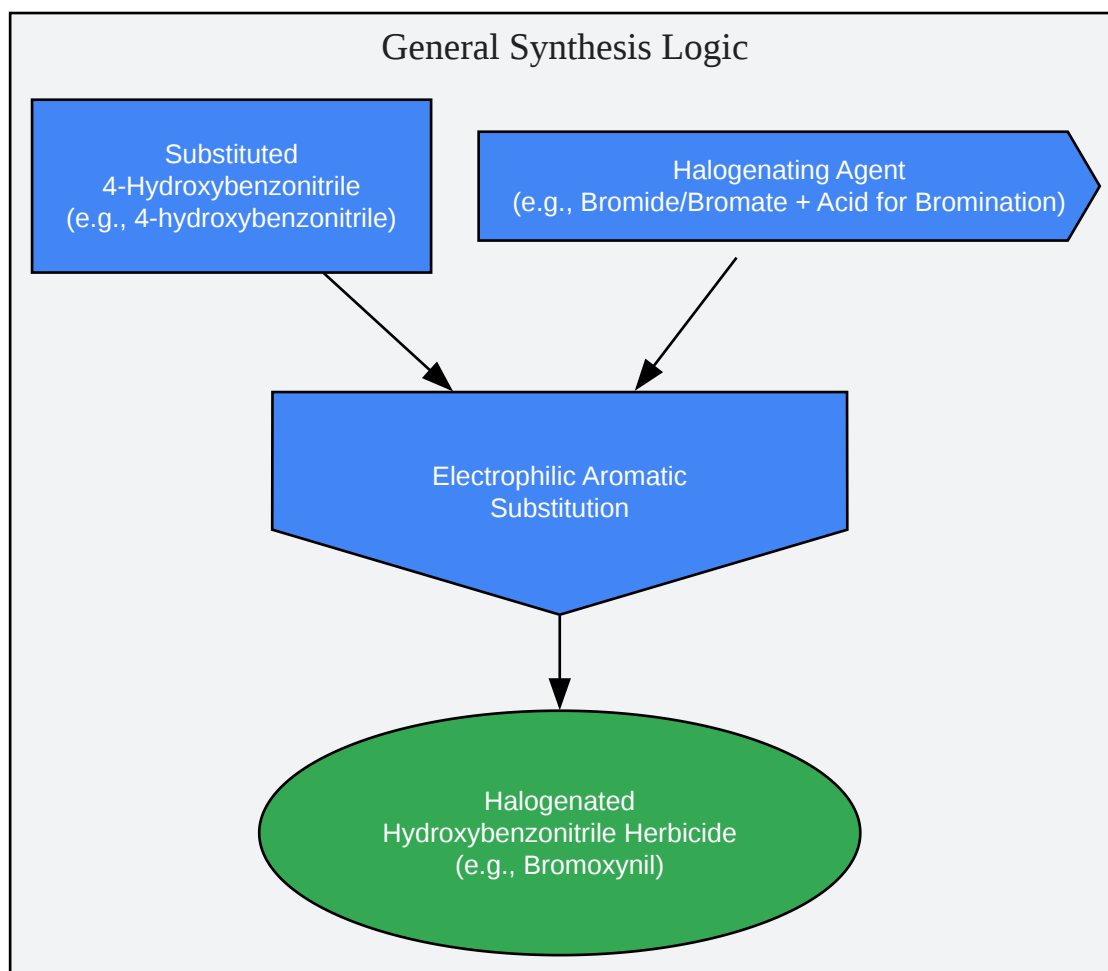 General Synthesis Logic
Substituted
4-Hydroxybenzonitrile
(e.g., 4-hydroxybenzonitrile)
Halogenating Agent
(e.g., Bromide/Bromate + Acid for Bromination)
Electrophilic Aromatic
Substitution
Halogenated
Hydroxybenzonitrile Herbicide
(e.g., Bromoxynil)